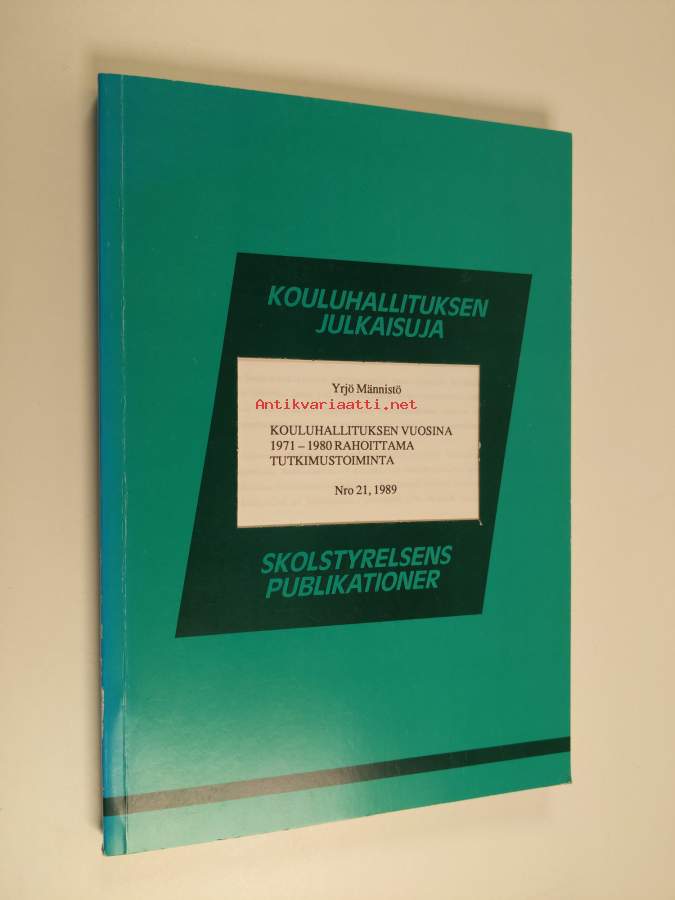 KOULUHALLITUKSEN
JULKAISUJA
Yrjö Männistö
Antikvariaatti.net
KOULUHALLITUKSEN VUOSINA
1971 – 1980 RAHOITTAMA
TUTKIMUSTOIMINTA
Nro 21, 1989
SKOLSTYRELSENS
PUBLIKATIONER